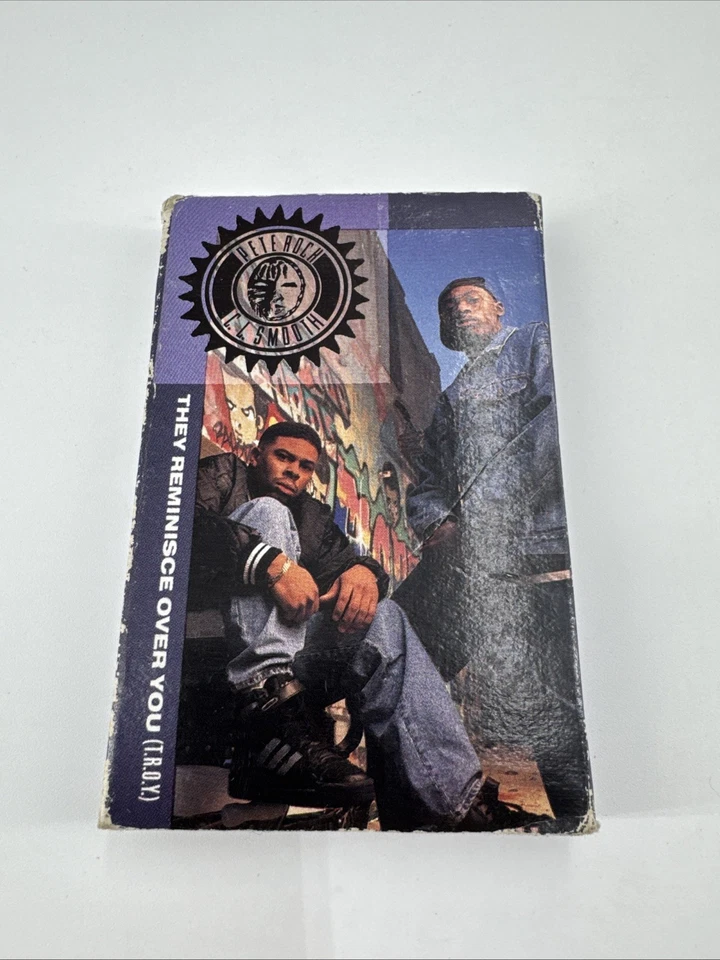 PETE ROCK
C.L. SMOOTH
THEY REMINISCE OVER YOU (T.R.O.Y.)